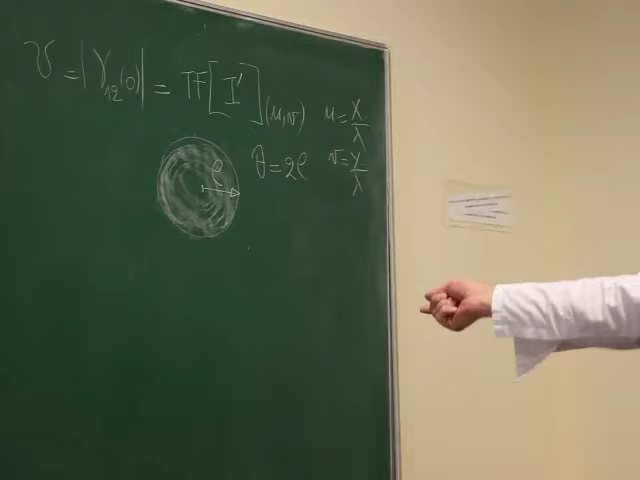 V = |γ₁₂(0)| = TF[I']₍u,v₎ u = X/λ
ρ θ = 2ρ v = Y/λ